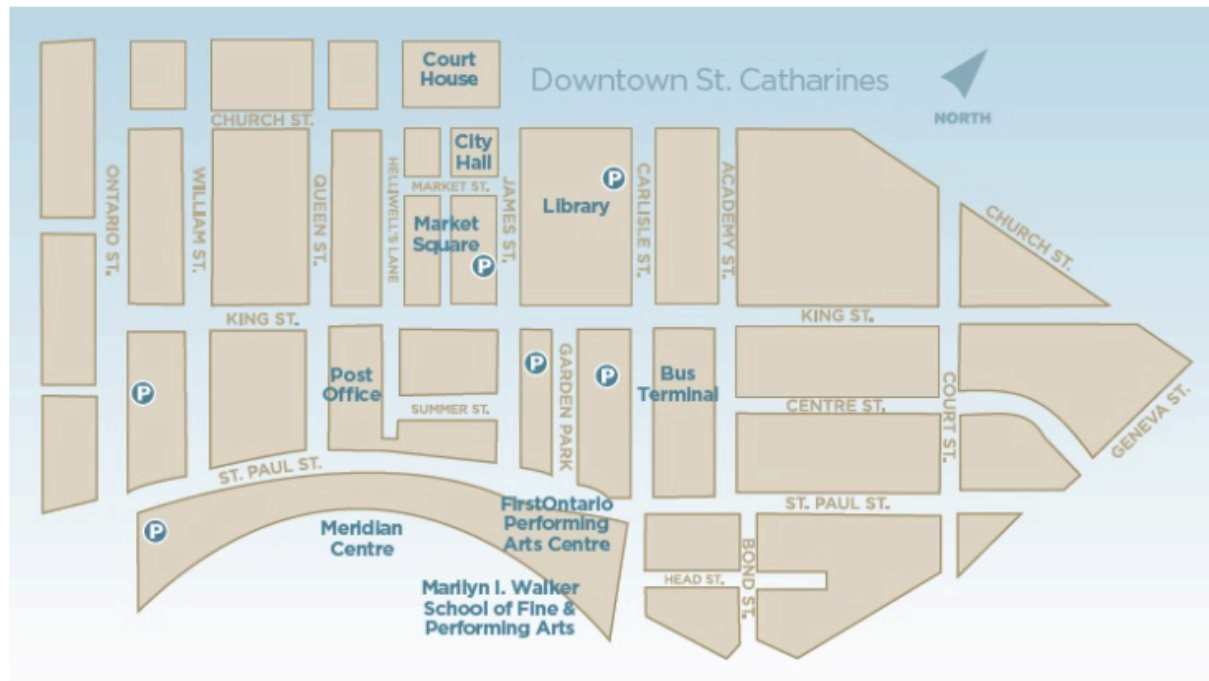 Court
House
Downtown St. Catharines
NORTH
CHURCH ST.
City
Hall
MARKET ST.
ONTARIO ST.
WILLIAM ST.
QUEEN ST.
HELLIWELL'S LANE
JAMES ST.
P
Library
CARLISLE ST.
ACADEMY ST.
CHURCH ST.
Market
Square
P
KING ST.
KING ST.
P
Post
Office
SUMMER ST.
P
GARDEN PARK
P
Bus
Terminal
CENTRE ST.
COURT ST.
GENEVA ST.
ST. PAUL ST.
ST. PAUL ST.
P
Meridian
Centre
FirstOntario
Performing
Arts Centre
HEAD ST.
BOND ST.
Marilyn I. Walker
School of Fine &
Performing Arts